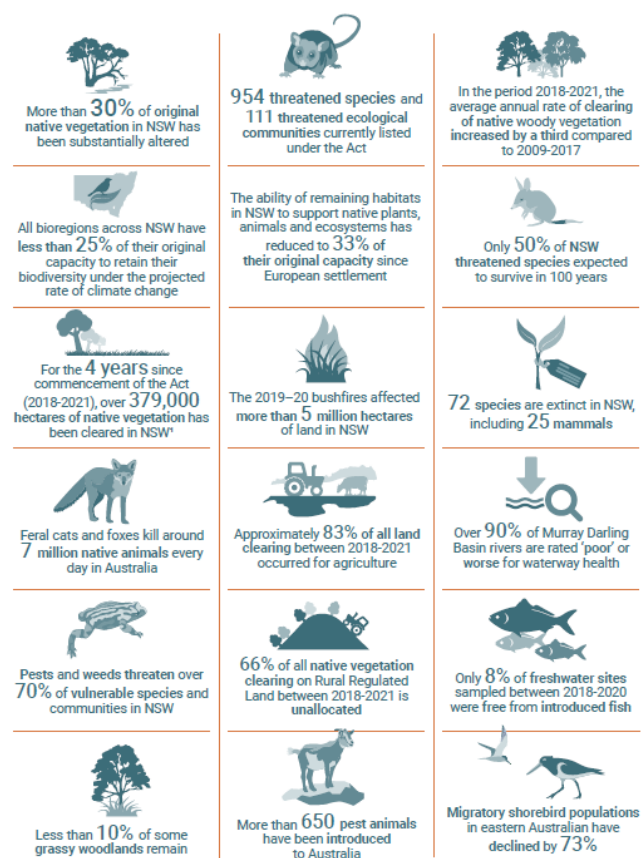 More than 30% of original
native vegetation in NSW has
been substantially altered
954 threatened species and
111 threatened ecological
communities currently listed
under the Act
In the period 2018-2021, the
average annual rate of clearing
of native woody vegetation
increased by a third compared
to 2009-2017
All bioregions across NSW have
less than 25% of their original
capacity to retain their
biodiversity under the projected
rate of climate change
The ability of remaining habitats
in NSW to support native plants,
animals and ecosystems has
reduced to 33% of
their original capacity since
European settlement
Only 50% of NSW
threatened species expected
to survive in 100 years
For the 4 years since
commencement of the Act
(2018-2021), over 379,000
hectares of native vegetation has
been cleared in NSW¹
The 2019–20 bushfires affected
more than 5 million hectares
of land in NSW
72 species are extinct in NSW,
including 25 mammals
Feral cats and foxes kill around
7 million native animals every
day in Australia
Approximately 83% of all land
clearing between 2018-2021
occurred for agriculture
Over 90% of Murray Darling
Basin rivers are rated ‘poor’ or
worse for waterway health
Pests and weeds threaten over
70% of vulnerable species and
communities in NSW
66% of all native vegetation
clearing on Rural Regulated
Land between 2018-2021 is
unallocated
Only 8% of freshwater sites
sampled between 2018-2020
were free from introduced fish
Less than 10% of some
grassy woodlands remain
More than 650 pest animals
have been introduced
to Australia
Migratory shorebird populations
in eastern Australian have
declined by 73%